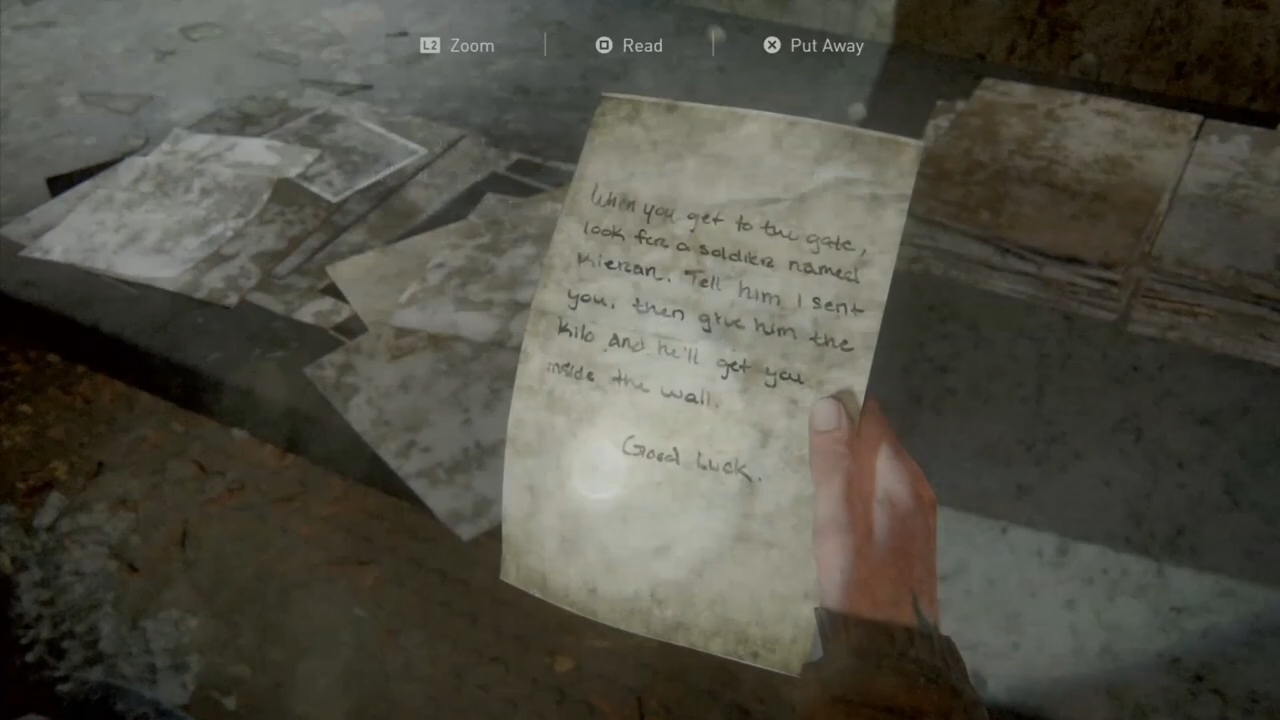 L2 Zoom | Read | Put Away
When you get to the gate,
look for a soldier named
Kieran. Tell him I sent
you, then give him the
kilo and he'll get you
inside the wall.
Good Luck.